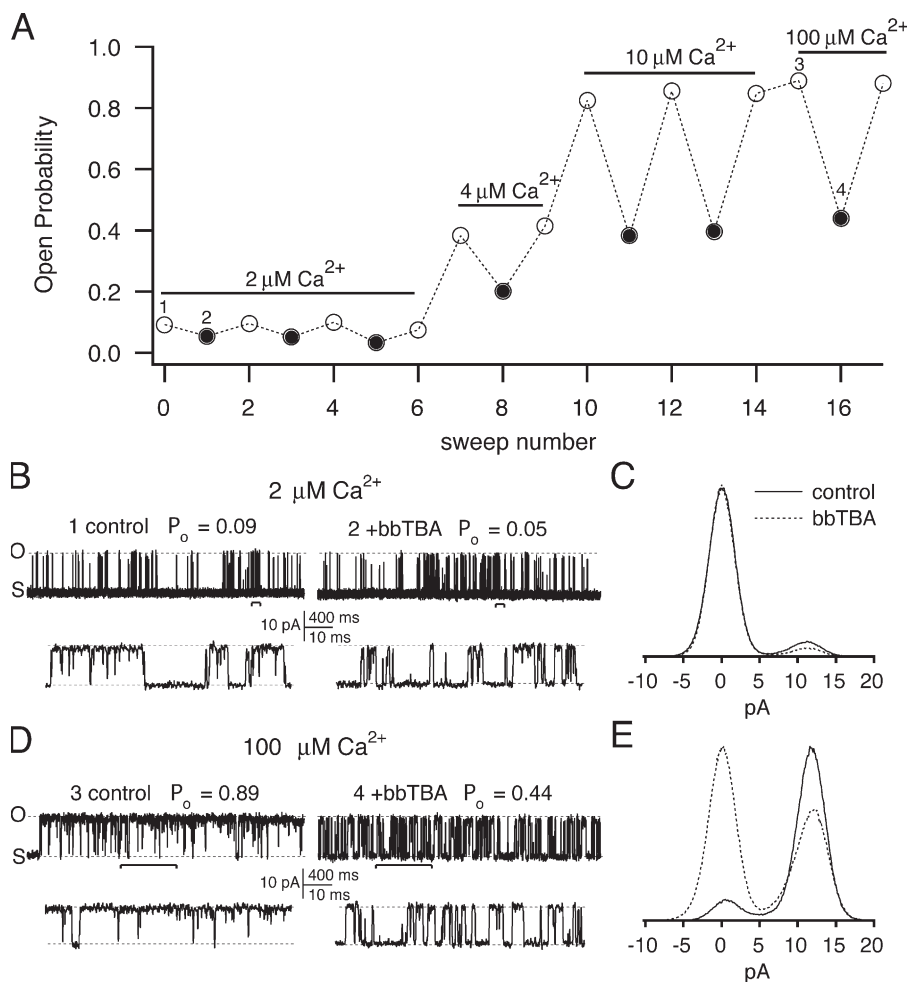 A
Open Probability
1.0
0.8
0.6
0.4
0.2
0.0
2 µM Ca2+
4 µM Ca2+
10 µM Ca2+
100 µM Ca2+
1
2
3
4
0 2 4 6 8 10 12 14 16
sweep number
B
2 µM Ca2+
1 control Po = 0.09
2 +bbTBA Po = 0.05
O
S
10 pA
400 ms
10 ms
C
control
bbTBA
-10 -5 0 5 10 15 20
pA
D
100 µM Ca2+
3 control Po = 0.89
4 +bbTBA Po = 0.44
O
S
10 pA
400 ms
10 ms
E
-10 -5 0 5 10 15 20
pA